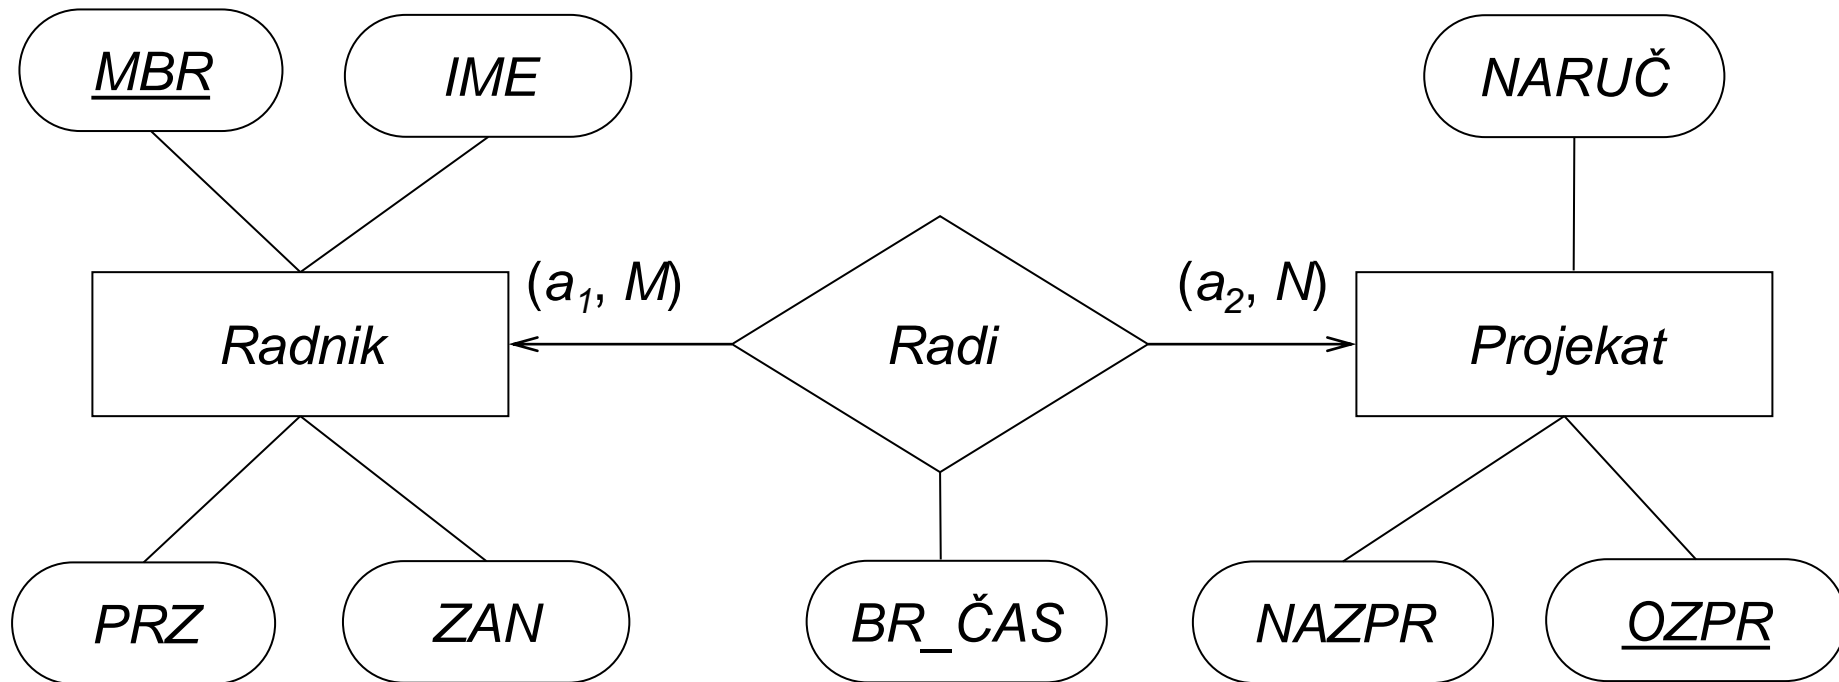 MBR
IME
NARUČ
(a₁, M)
(a₂, N)
Radnik
Radi
Projekat
PRZ
ZAN
BR_ČAS
NAZPR
OZPR